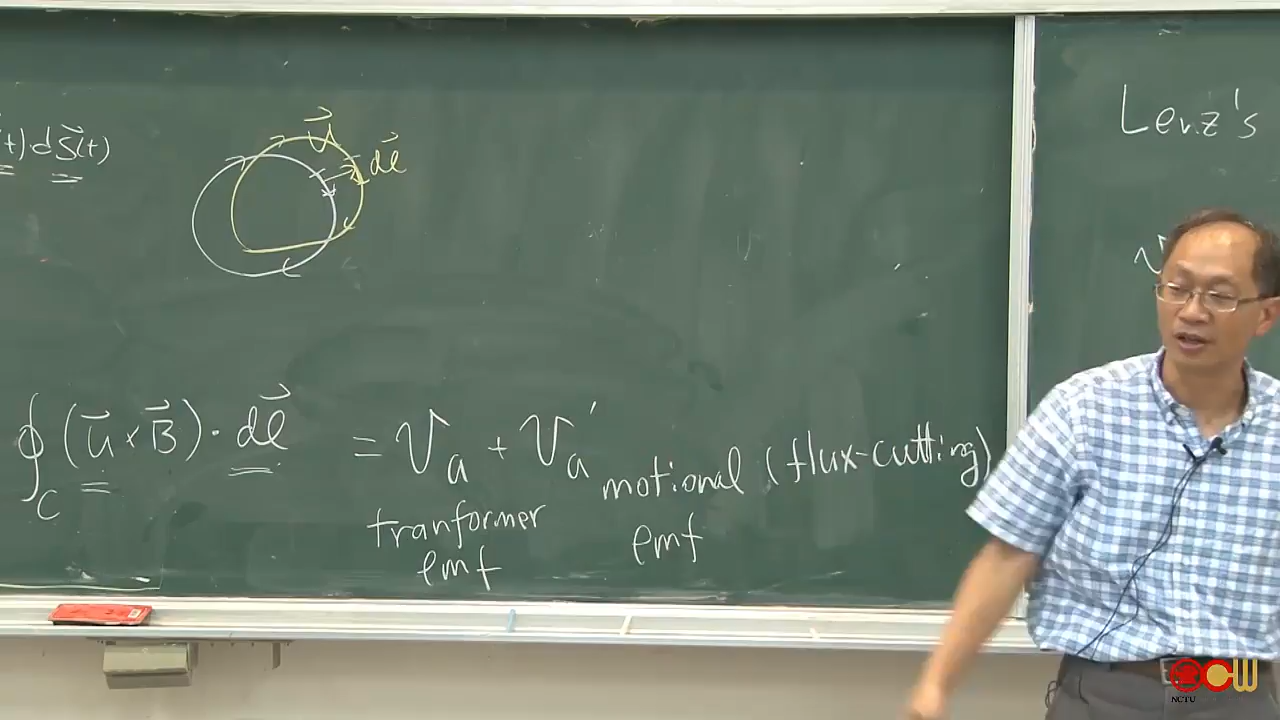 t)·dS⃗(t)
u⃗
dl⃗
Lenz's
∮_C (u⃗ × B⃗) · dl⃗ = V_a + V_a'
motional (flux-cutting)
emf
tranformer
emf
NCTU
OCW